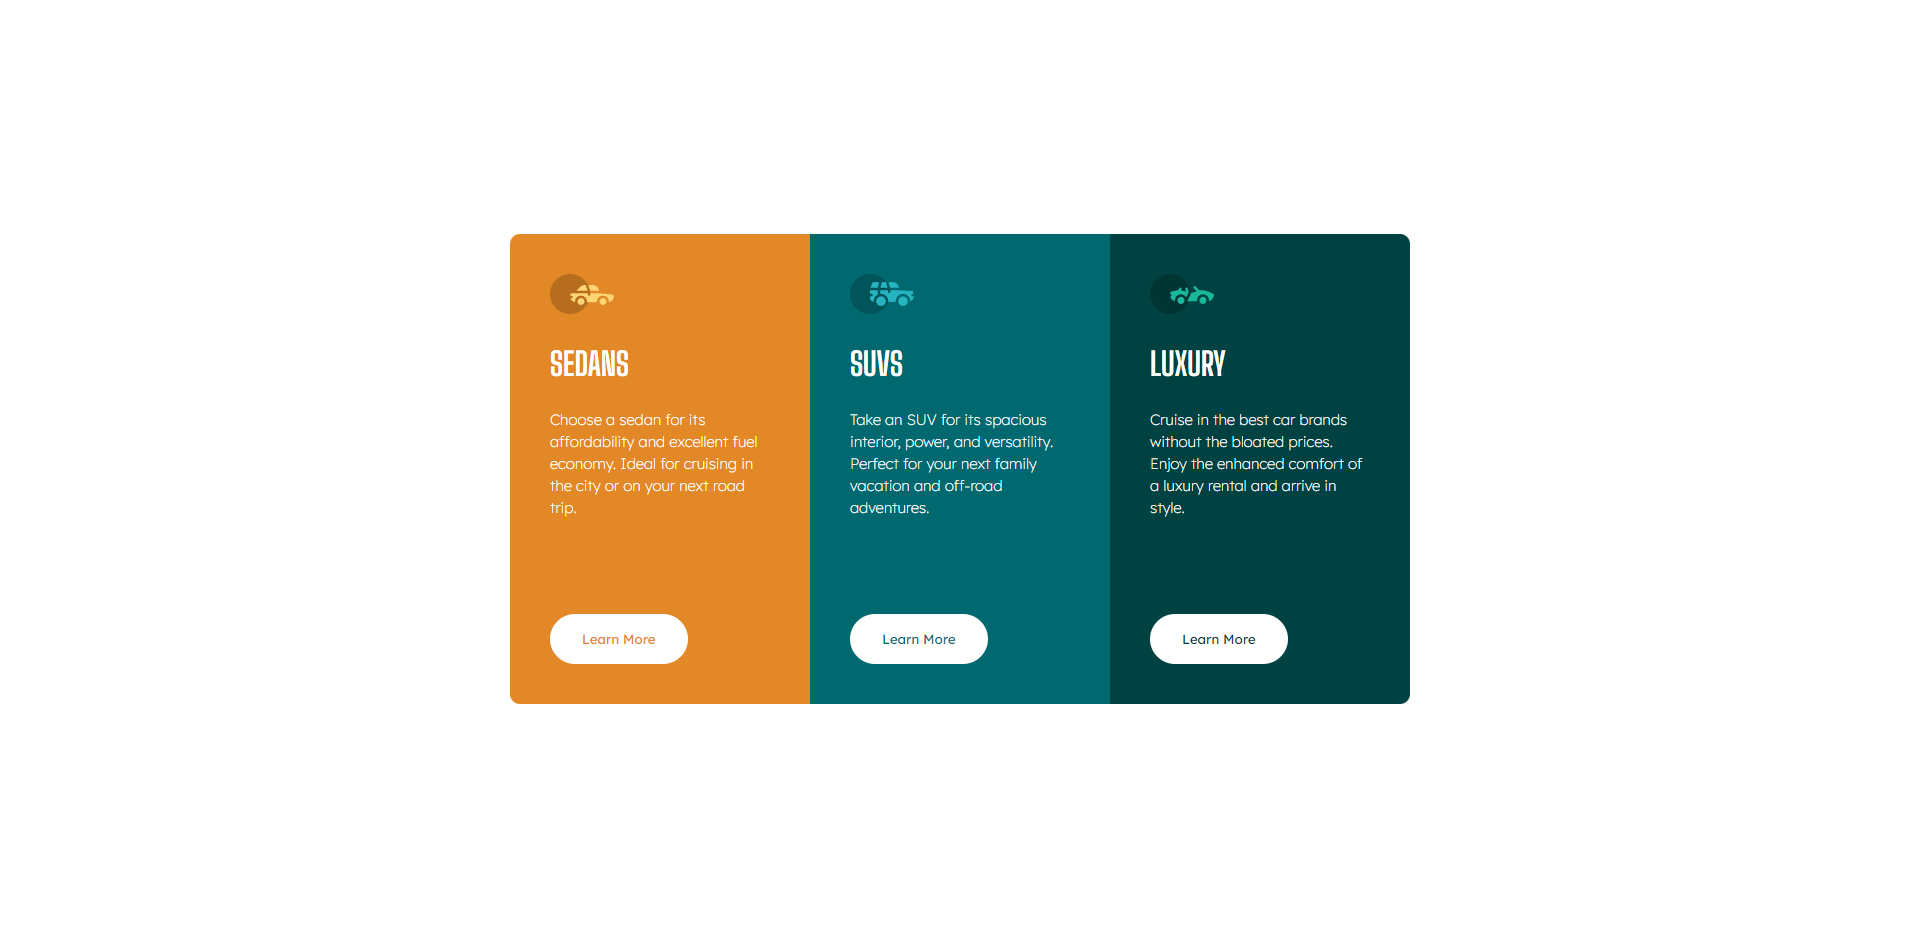 SEDANS
Choose a sedan for its
affordability and excellent fuel
economy. Ideal for cruising in
the city or on your next road
trip.
Learn More
SUVS
Take an SUV for its spacious
interior, power, and versatility.
Perfect for your next family
vacation and off-road
adventures.
Learn More
LUXURY
Cruise in the best car brands
without the bloated prices.
Enjoy the enhanced comfort of
a luxury rental and arrive in
style.
Learn More